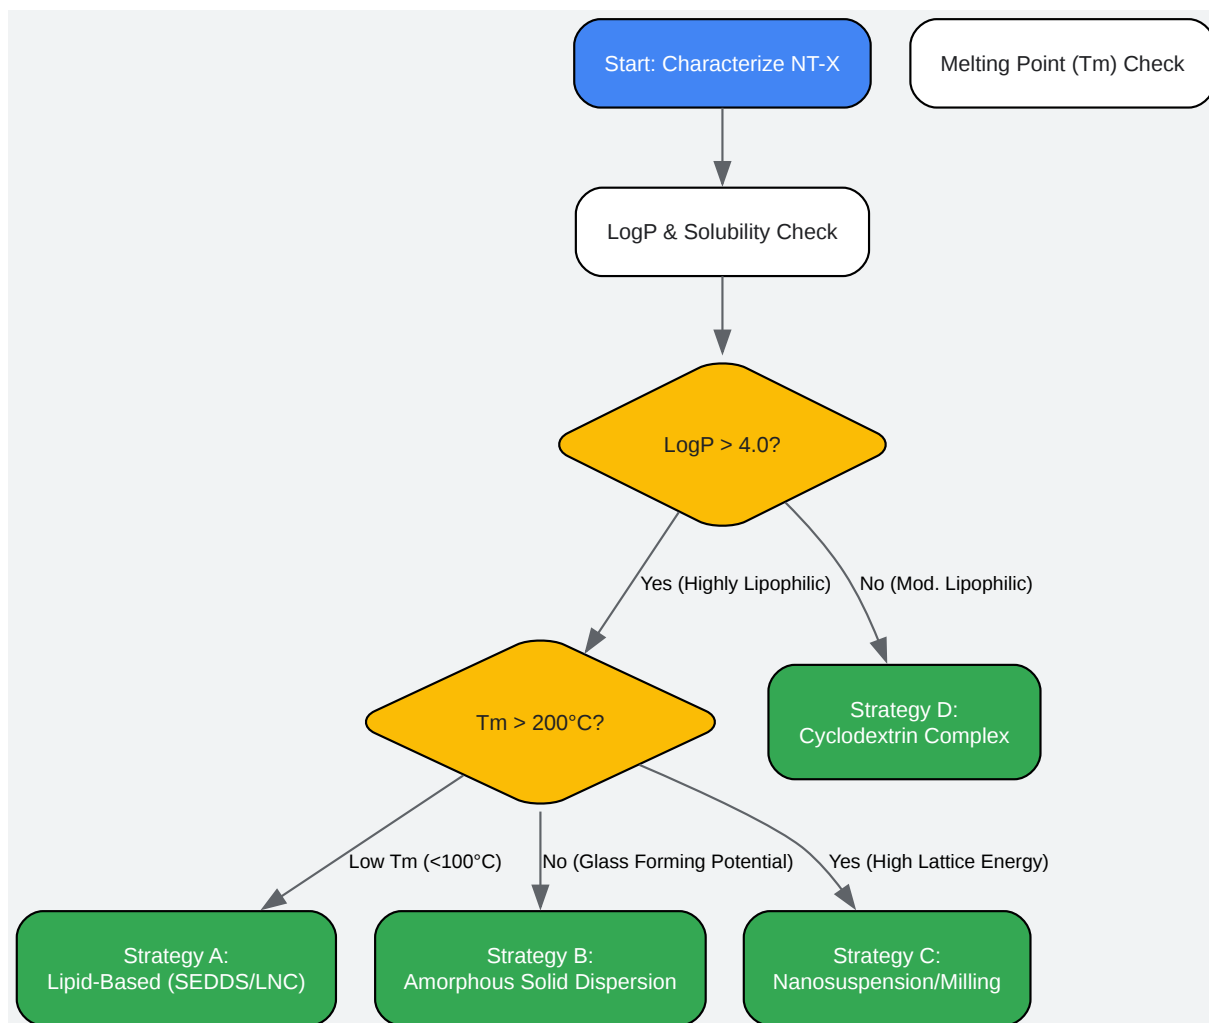 Start: Characterize NT-X
Melting Point (Tm) Check
LogP & Solubility Check
LogP > 4.0?
Yes (Highly Lipophilic)
No (Mod. Lipophilic)
Tm > 200°C?
Strategy D:
Cyclodextrin Complex
Low Tm (<100°C)
No (Glass Forming Potential)
Yes (High Lattice Energy)
Strategy A:
Lipid-Based (SEDDS/LNC)
Strategy B:
Amorphous Solid Dispersion
Strategy C:
Nanosuspension/Milling